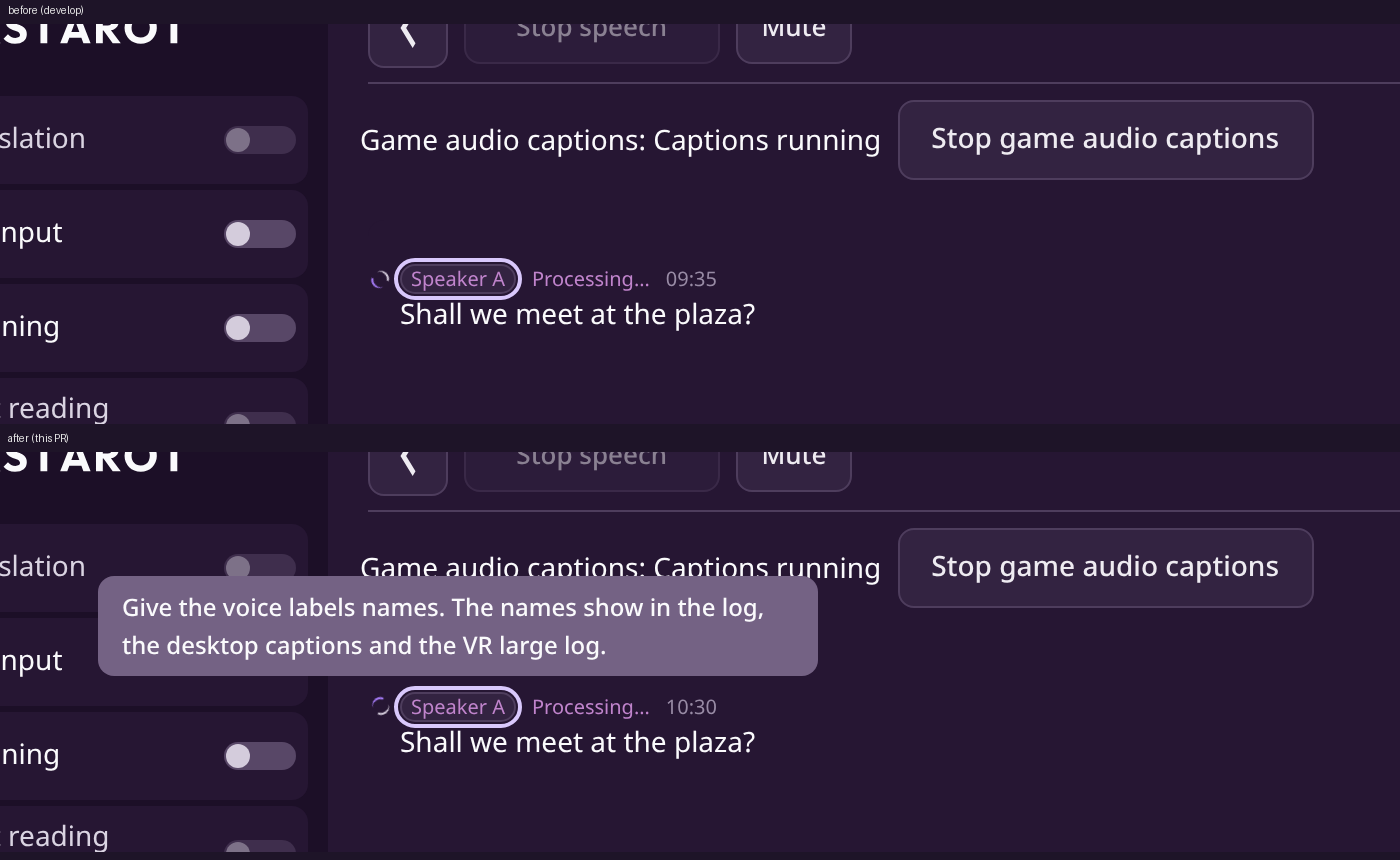 before (develop)
STAROT
Stop speech
Mute
slation
Game audio captions: Captions running
Stop game audio captions
nput
Speaker A
Processing...
09:35
ning
Shall we meet at the plaza?
reading
after (this PR)
STAROT
Stop speech
Mute
slation
Game audio captions: Captions running
Stop game audio captions
Give the voice labels names. The names show in the log,
the desktop captions and the VR large log.
nput
Speaker A
Processing...
10:30
ning
Shall we meet at the plaza?
reading